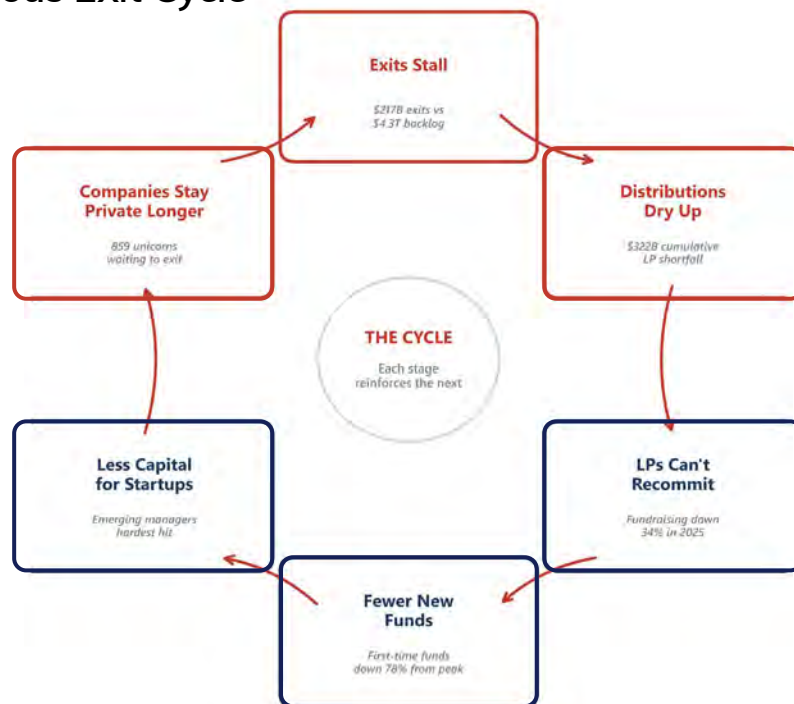 Exit Cycle
Exits Stall
$217B exits vs
$4.3T backlog
Companies Stay
Private Longer
859 unicorns
waiting to exit
Distributions
Dry Up
$322B cumulative
LP shortfall
THE CYCLE
Each stage
reinforces the next
Less Capital
for Startups
Emerging managers
hardest hit
LPs Can't
Recommit
Fundraising down
34% in 2025
Fewer New
Funds
First-time funds
down 78% from peak